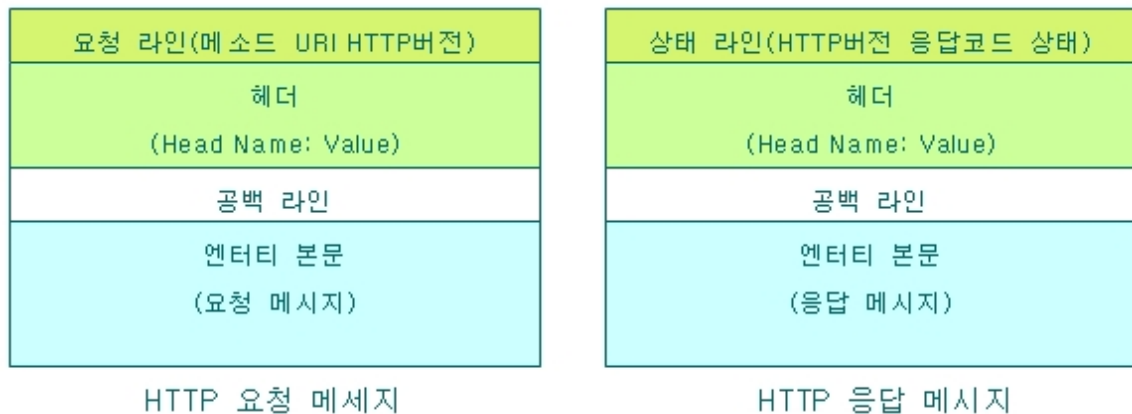 요청 라인(메소드 URI HTTP버전)
헤더
(Head Name: Value)
공백 라인
엔터티 본문
(요청 메시지)
HTTP 요청 메세지
상태 라인(HTTP버전 응답코드 상태)
헤더
(Head Name: Value)
공백 라인
엔터티 본문
(응답 메시지)
HTTP 응답 메시지